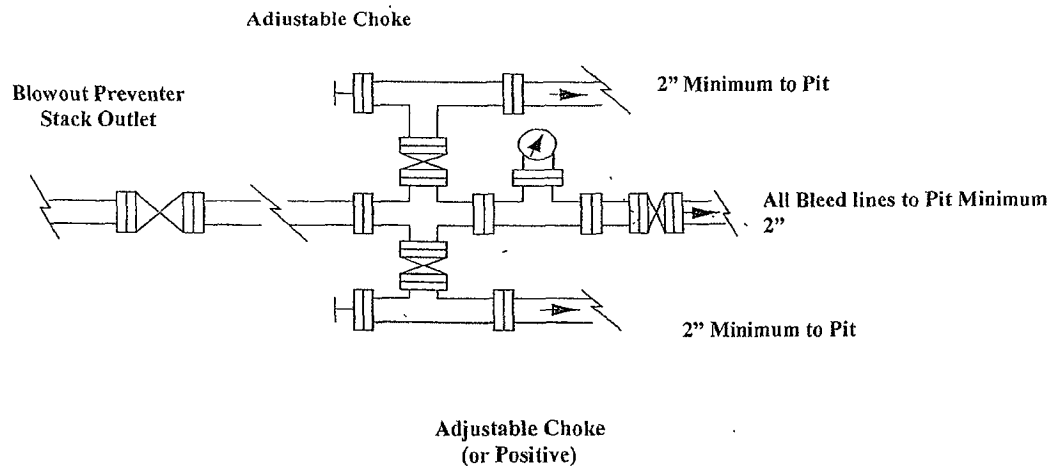 Adjustable Choke
Blowout Preventer
Stack Outlet
2” Minimum to Pit
All Bleed lines to Pit Minimum
2”
2” Minimum to Pit
Adjustable Choke
(or Positive)